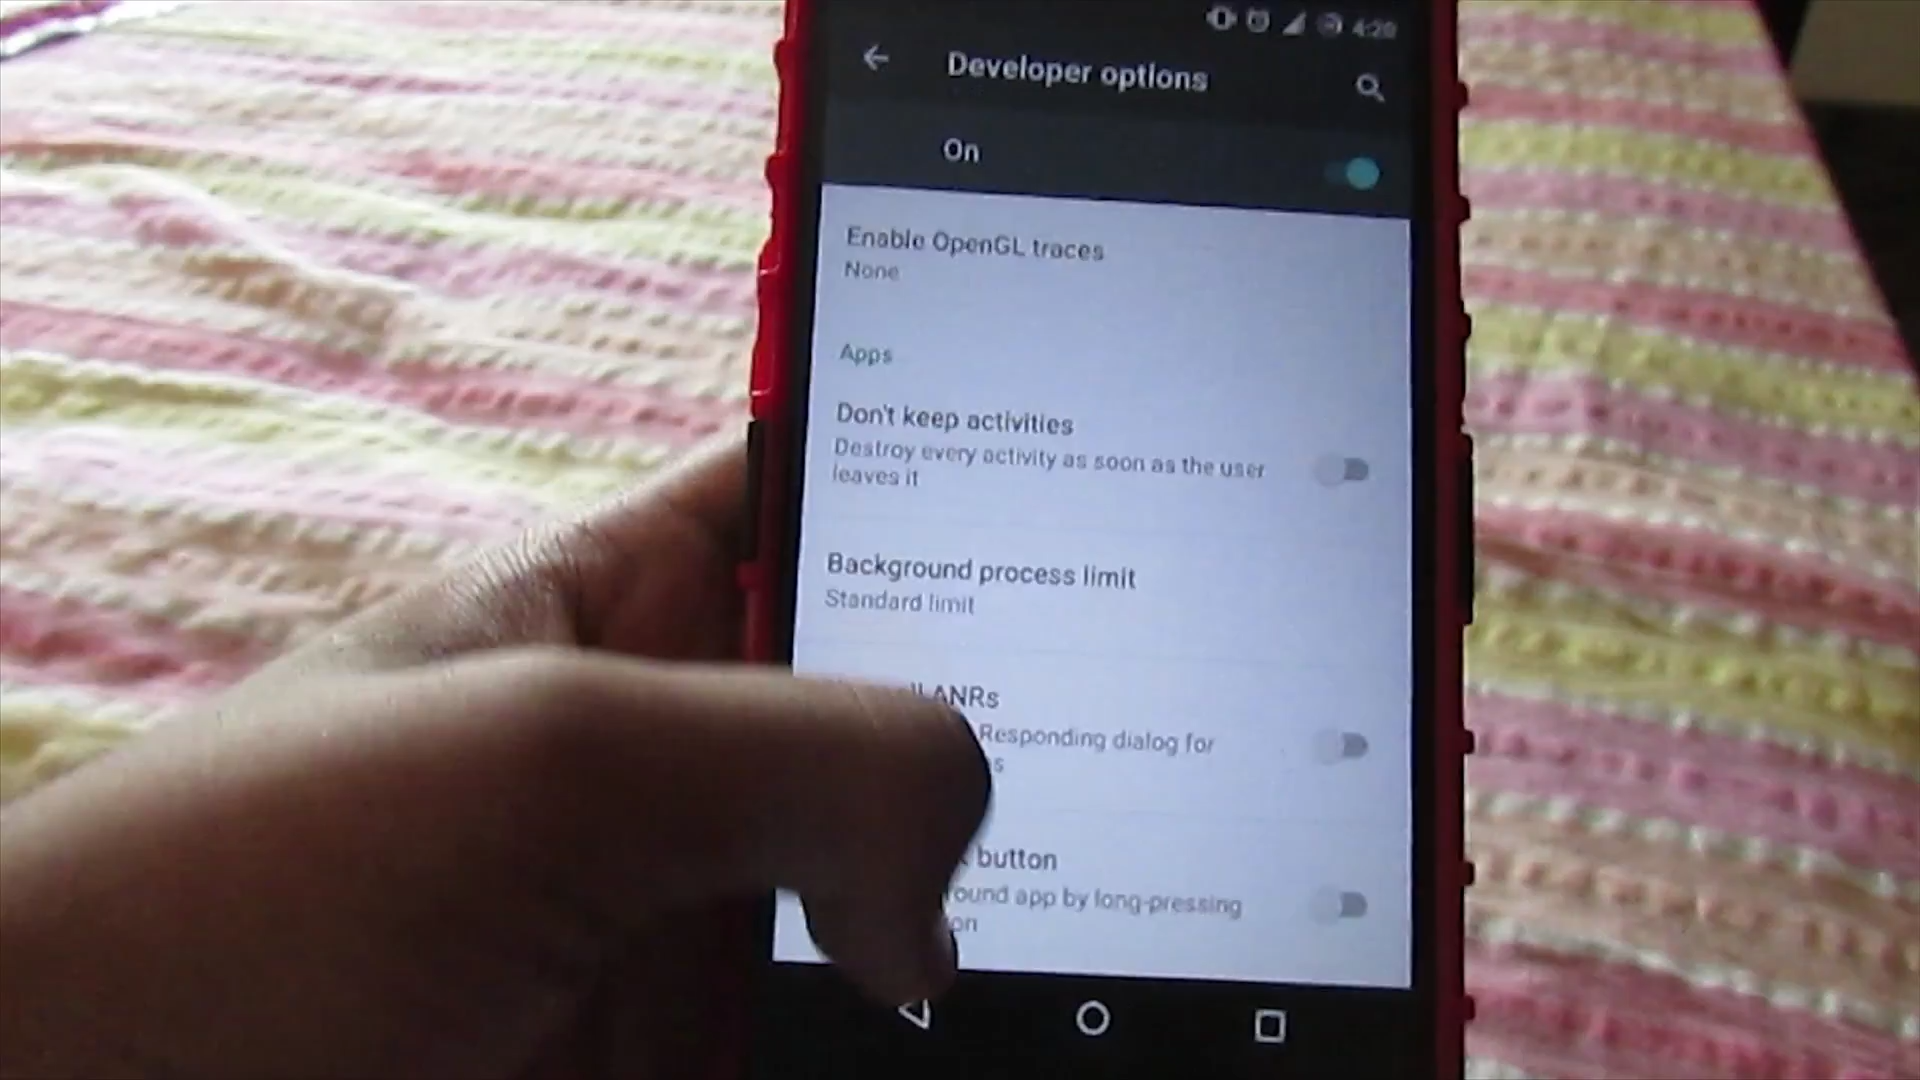 4:20
Developer options
On
Enable OpenGL traces
None
Apps
Don't keep activities
Destroy every activity as soon as the user
leaves it
Background process limit
Standard limit
ANRs
Responding dialog for
button
app by long-pressing